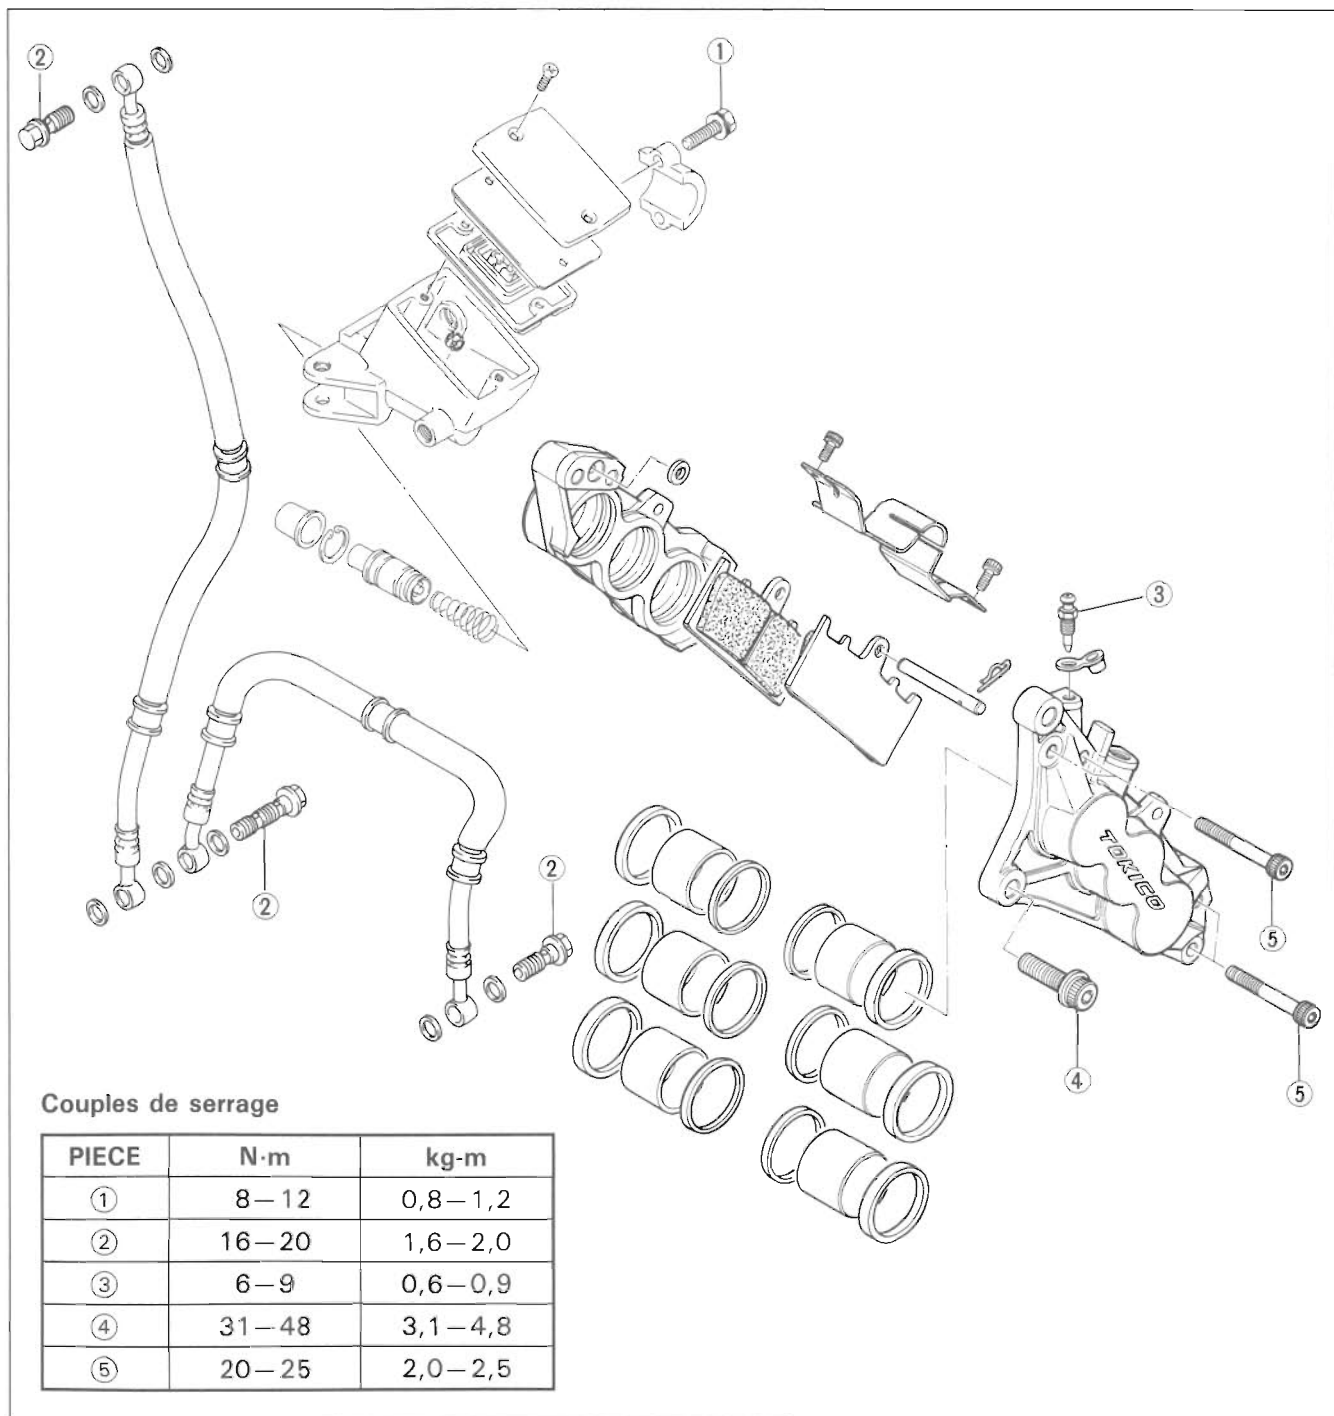 ②
①
③
TOKICO
②
②
⑤
④
⑤
Couples de serrage
PIECE N·m kg-m
① 8–12 0,8–1,2
② 16–20 1,6–2,0
③ 6–9 0,6–0,9
④ 31–48 3,1–4,8
⑤ 20–25 2,0–2,5